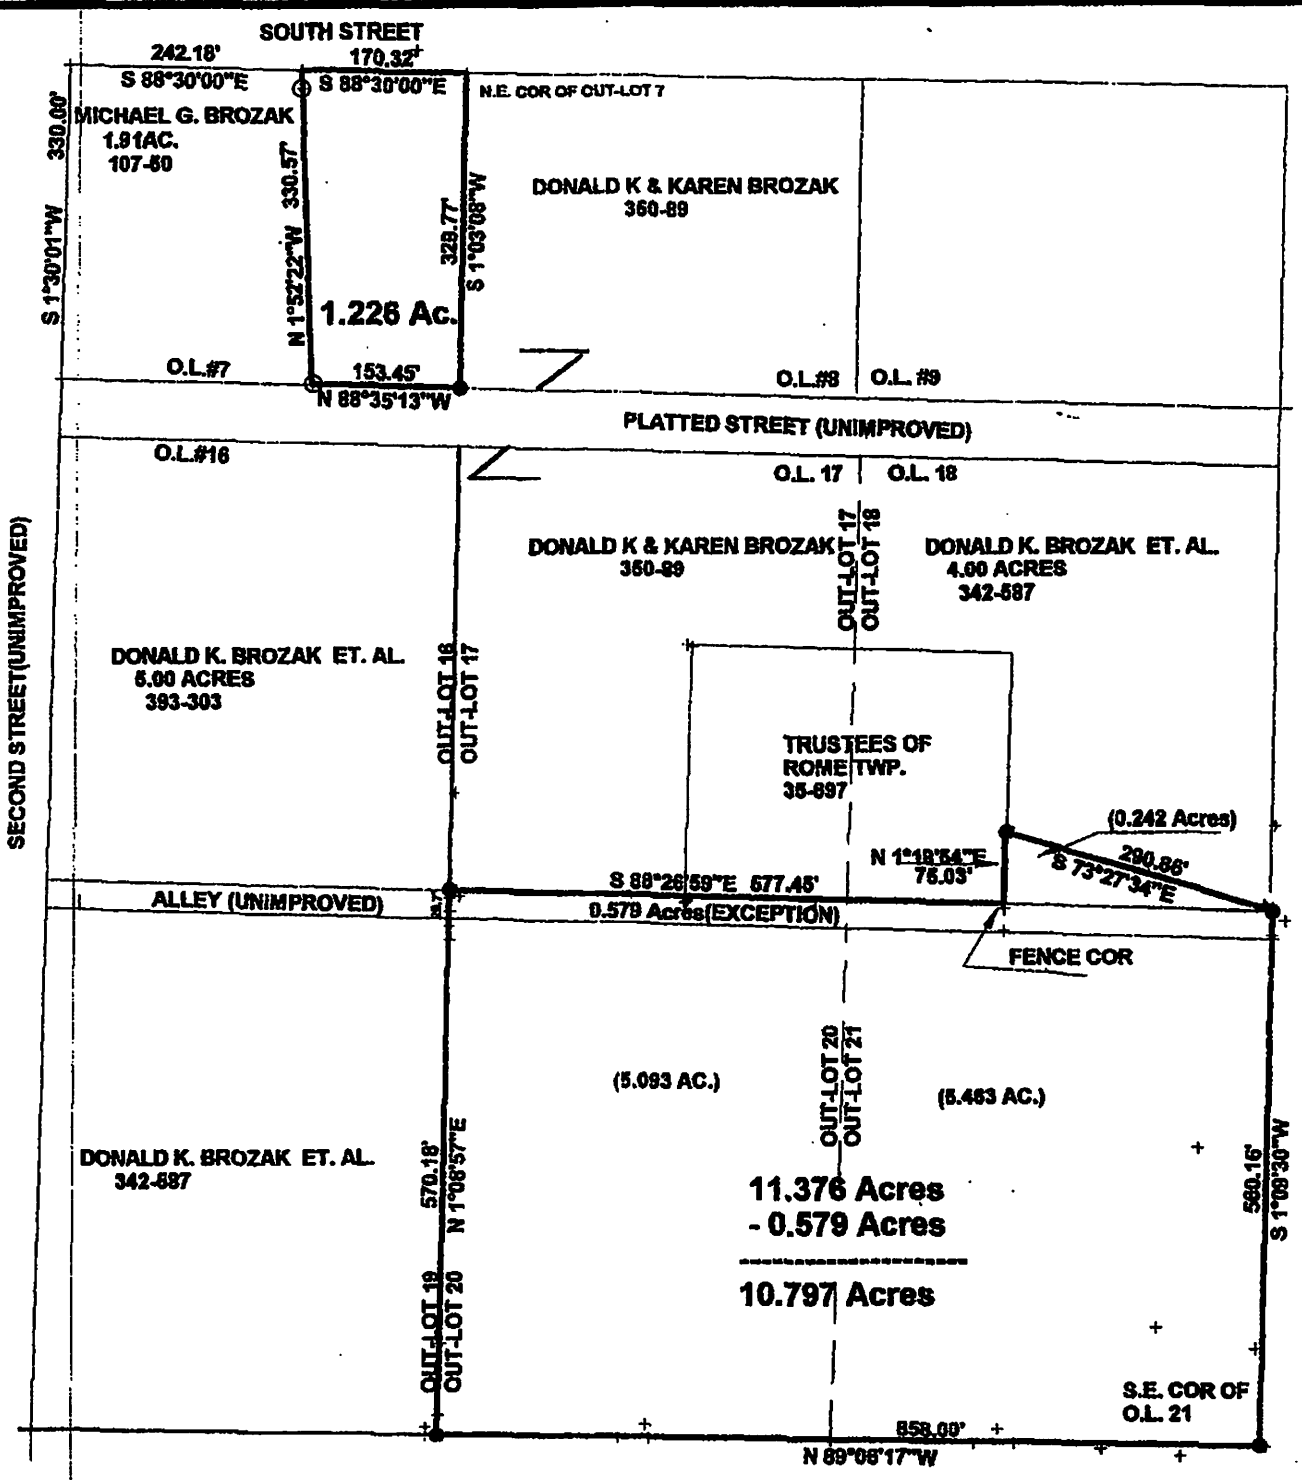 SOUTH STREET
242.18'
170.32'
S 88°30'00"E
S 88°30'00"E
N.E. COR OF OUT-LOT 7
330.00'
S 1°30'01"W
MICHAEL G. BROZAK
1.91AC.
107-50
330.57'
N 1°52'22"W
329.77'
S 1°03'08"W
DONALD K & KAREN BROZAK
350-89
1.226 Ac.
O.L.#7
153.45'
N 88°35'13"W
O.L.#8
O.L. #9
PLATTED STREET (UNIMPROVED)
O.L.#16
O.L. 17
O.L. 18
SECOND STREET(UNIMPROVED)
DONALD K & KAREN BROZAK
350-89
OUT-LOT 17
OUT-LOT 18
DONALD K. BROZAK ET. AL.
4.00 ACRES
342-587
DONALD K. BROZAK ET. AL.
5.00 ACRES
393-303
OUT-LOT 16
OUT-LOT 17
TRUSTEES OF
ROME TWP.
35-697
(0.242 Acres)
290.86'
S 73°27'34"E
N 1°19'54"E
75.03'
S 88°26'59"E 577.45'
ALLEY (UNIMPROVED)
0.579 Acres(EXCEPTION)
FENCE COR
OUT-LOT 20
OUT-LOT 21
(5.093 AC.)
(5.463 AC.)
DONALD K. BROZAK ET. AL.
342-587
570.18'
N 1°08'57"E
560.16'
S 1°09'30"W
11.376 Acres
- 0.579 Acres
10.797 Acres
OUT-LOT 19
OUT-LOT 20
S.E. COR OF
O.L. 21
858.00'
N 89°06'17"W